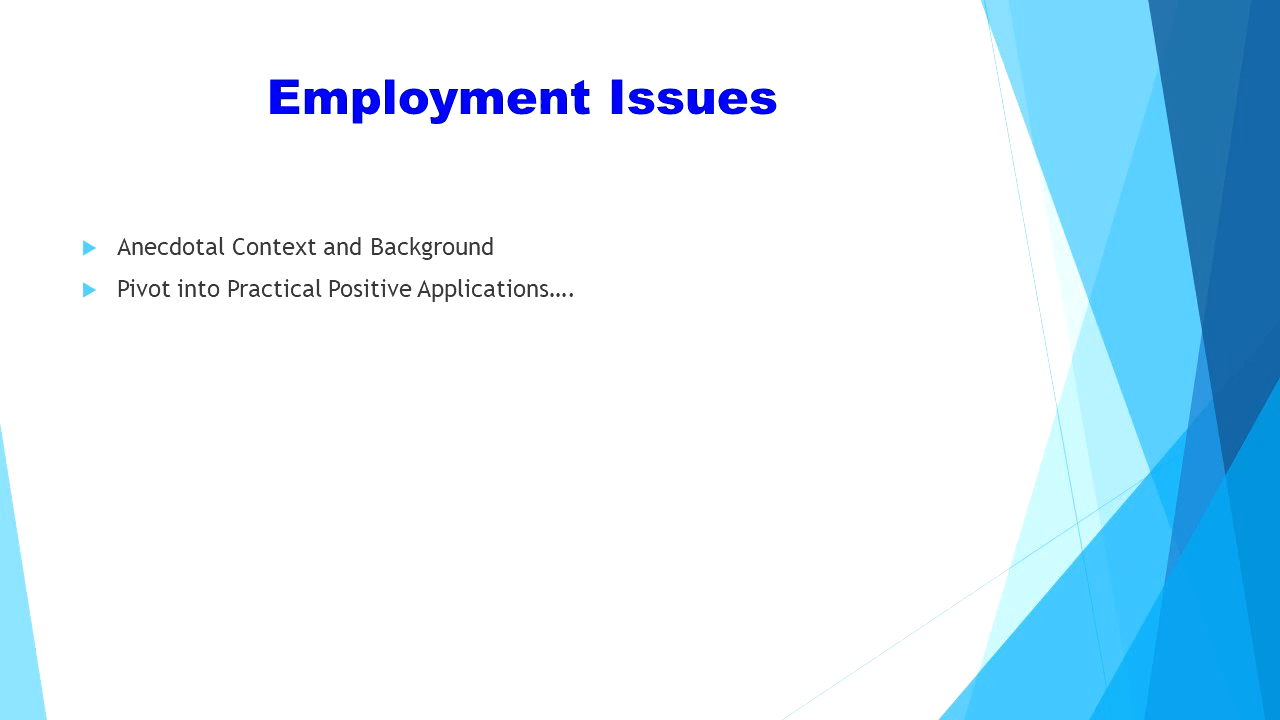 Employment Issues
Anecdotal Context and Background
Pivot into Practical Positive Applications….